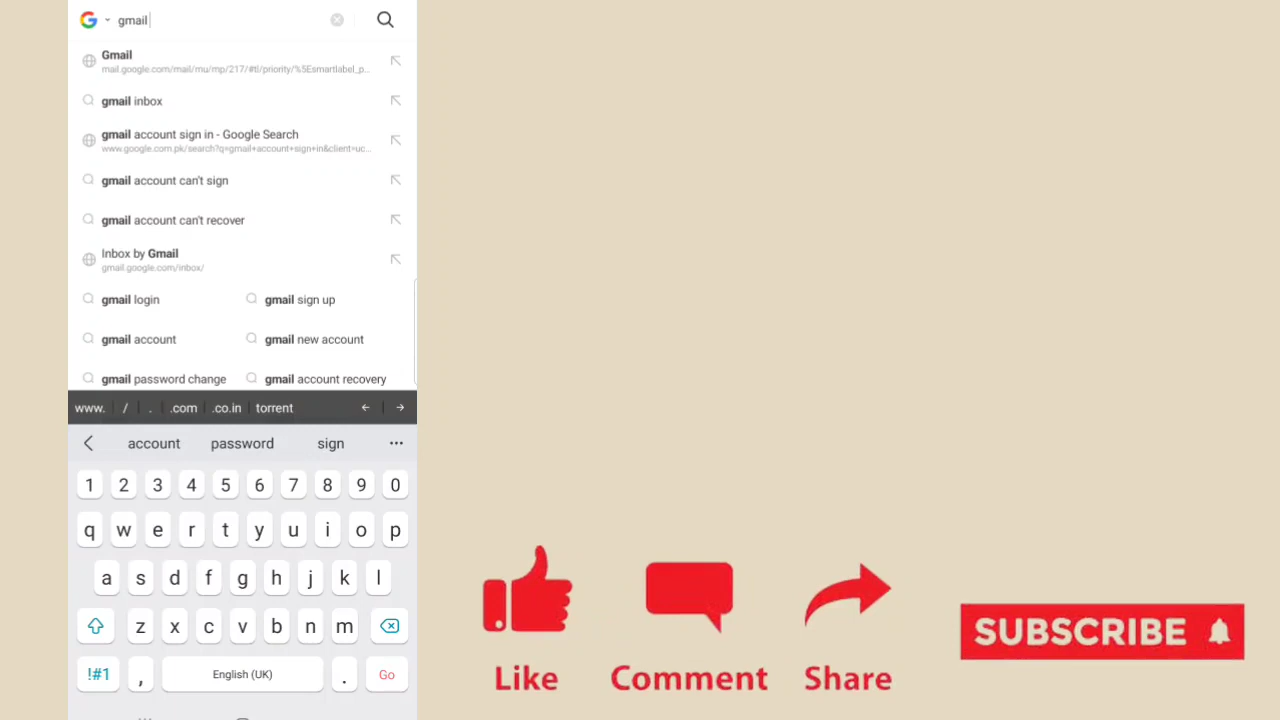 gmail
Gmail
mail.google.com/mail/mu/mp/217/#tl/priority/%5Esmartlabel_p...
gmail inbox
gmail account sign in - Google Search
www.google.com.pk/search?q=gmail+account+sign+in&client=uc...
gmail account can't sign
gmail account can't recover
Inbox by Gmail
gmail.google.com/inbox/
gmail login gmail sign up
gmail account gmail new account
gmail password change gmail account recovery
www. / . .com .co.in torrent
account password sign
1 2 3 4 5 6 7 8 9 0
q w e r t y u i o p
a s d f g h j k l
z x c v b n m
!#1 , English (UK) . Go
SUBSCRIBE
Like Comment Share